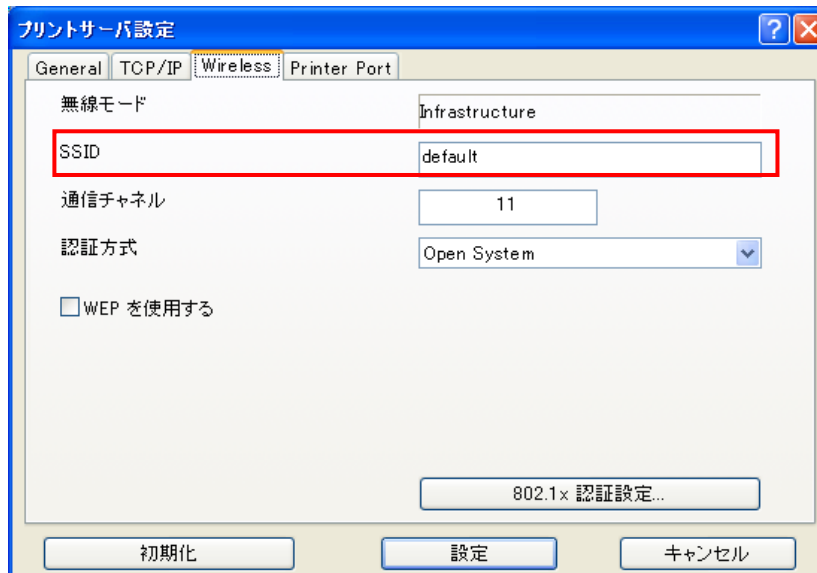 プリントサーバ設定
General TCP/IP Wireless Printer Port
無線モード Infrastructure
SSID default
通信チャネル 11
認証方式 Open System
WEP を使用する
802.1x 認証設定...
初期化 設定 キャンセル